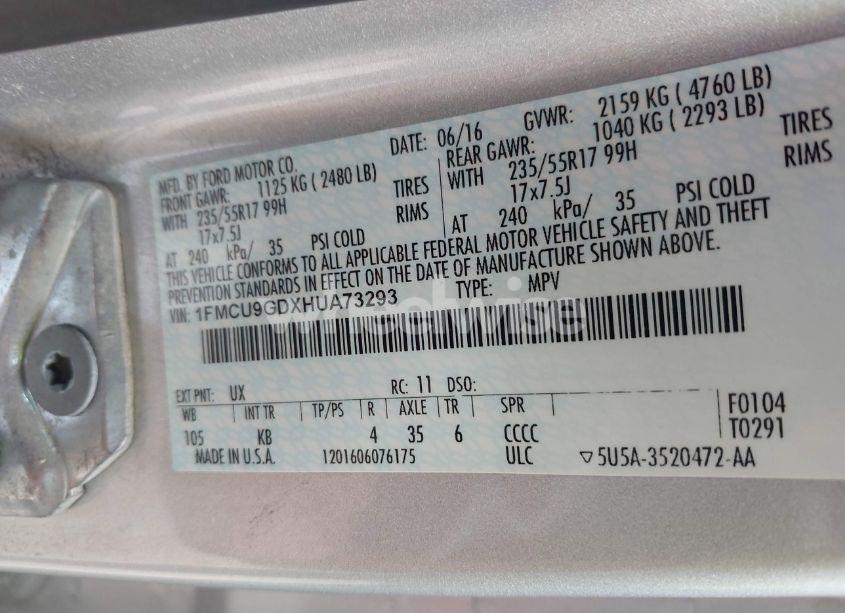 MFD. BY FORD MOTOR CO.
DATE: 06/16 GVWR: 2159 KG ( 4760 LB)
FRONT GAWR: 1125 KG ( 2480 LB)
REAR GAWR: 1040 KG ( 2293 LB)
WITH 235/55R17 99H TIRES
WITH 235/55R17 99H TIRES
17x7.5J RIMS
17x7.5J RIMS
AT 240 kPa/ 35 PSI COLD
AT 240 kPa/ 35 PSI COLD
THIS VEHICLE CONFORMS TO ALL APPLICABLE FEDERAL MOTOR VEHICLE SAFETY AND THEFT
PREVENTION STANDARDS IN EFFECT ON THE DATE OF MANUFACTURE SHOWN ABOVE.
VIN: 1FMCU9GDXHUA73293 TYPE: MPV
wheelwise
EXT PNT: UX RC: 11 DSO:
WB INT TR TP/PS R AXLE TR SPR
105 KB 4 35 6 CCCC
F0104
T0291
MADE IN U.S.A. 1201606076175 ULC ▽5U5A-3520472-AA